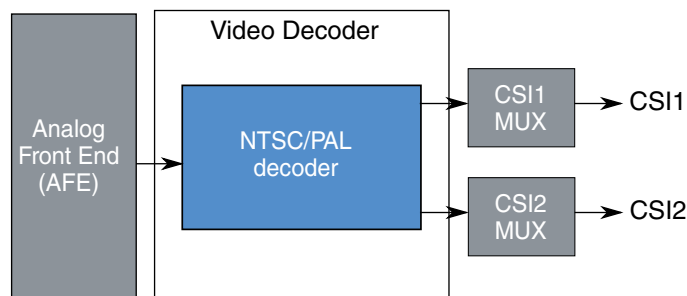 Video Decoder
Analog
Front End
(AFE)
NTSC/PAL
decoder
CSI1
MUX
CSI1
CSI2
MUX
CSI2